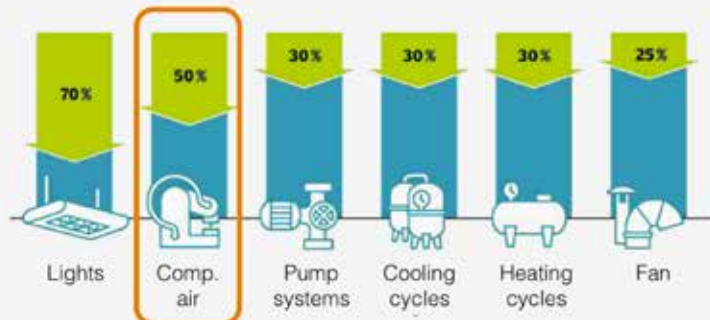 70%
50%
30%
30%
30%
25%
Lights
Comp.
air
Pump
systems
Cooling
cycles
Heating
cycles
Fan